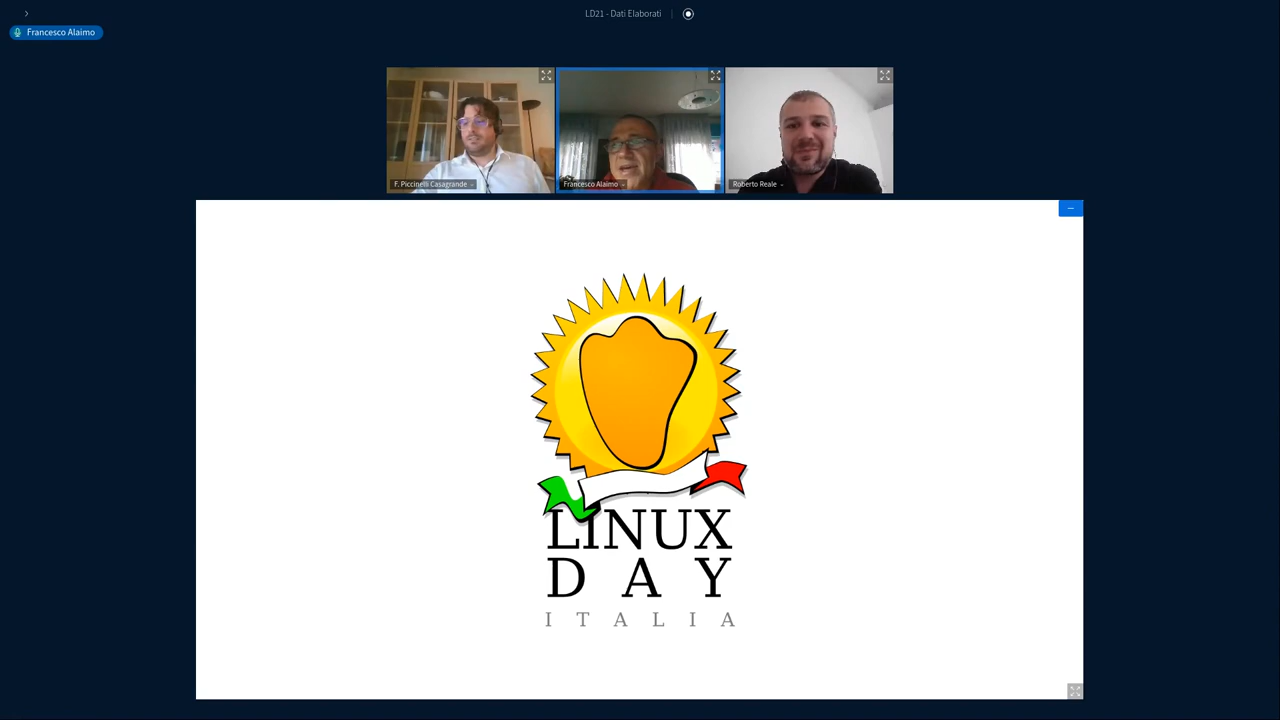 LD21 - Dati Elaborati
Francesco Alaimo
F. Piccinelli Casagrande
Francesco Alaimo
Roberto Reale
LINUX
DAY
ITALIA